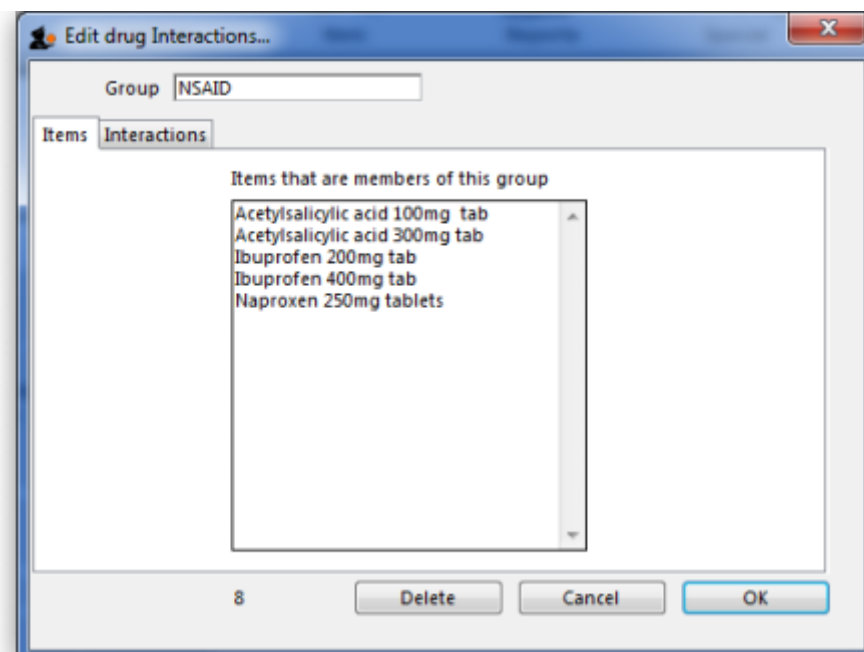 Edit drug Interactions...
Group NSAID
Items Interactions
Items that are members of this group
Acetylsalicylic acid 100mg  tab
Acetylsalicylic acid 300mg tab
Ibuprofen 200mg tab
Ibuprofen 400mg tab
Naproxen 250mg tablets
8 Delete Cancel OK